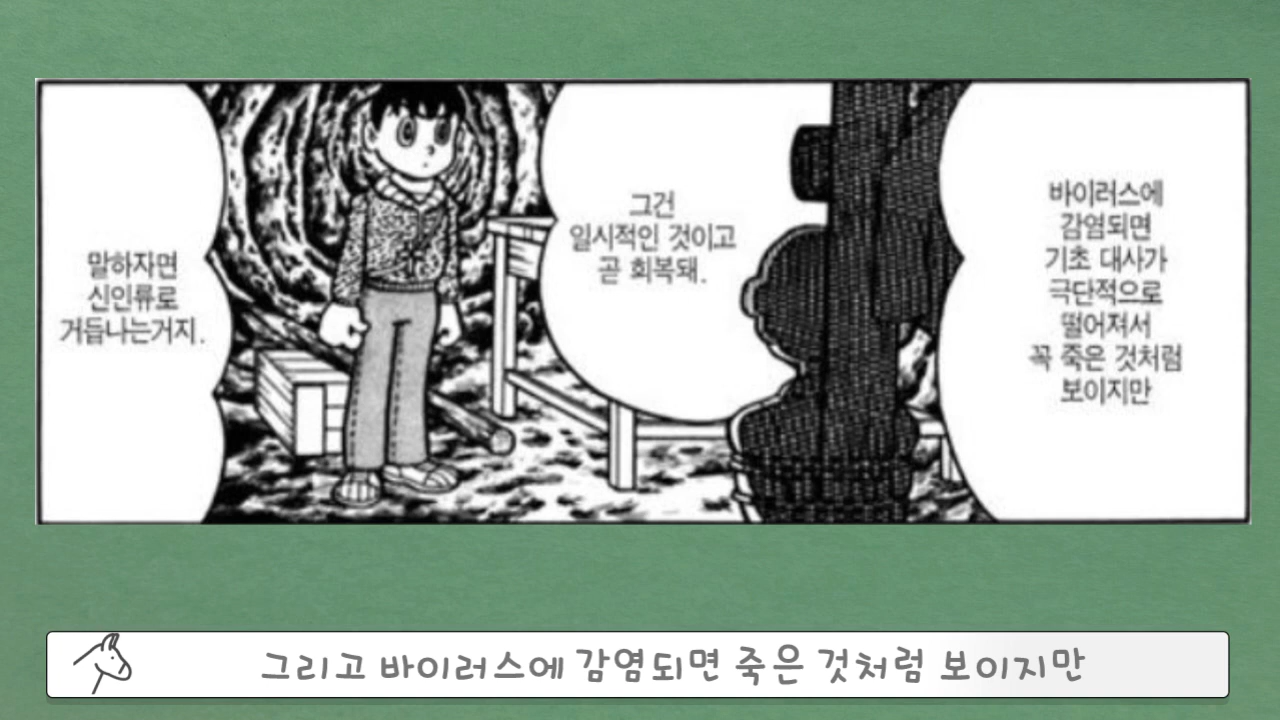 바이러스에
감염되면
기초 대사가
극단적으로
떨어져서
꼭 죽은 것처럼
보이지만
그건
일시적인 것이고
곧 회복돼.
말하자면
신인류로
거듭나는거지.
그리고 바이러스에 감염되면 죽은 것처럼 보이지만